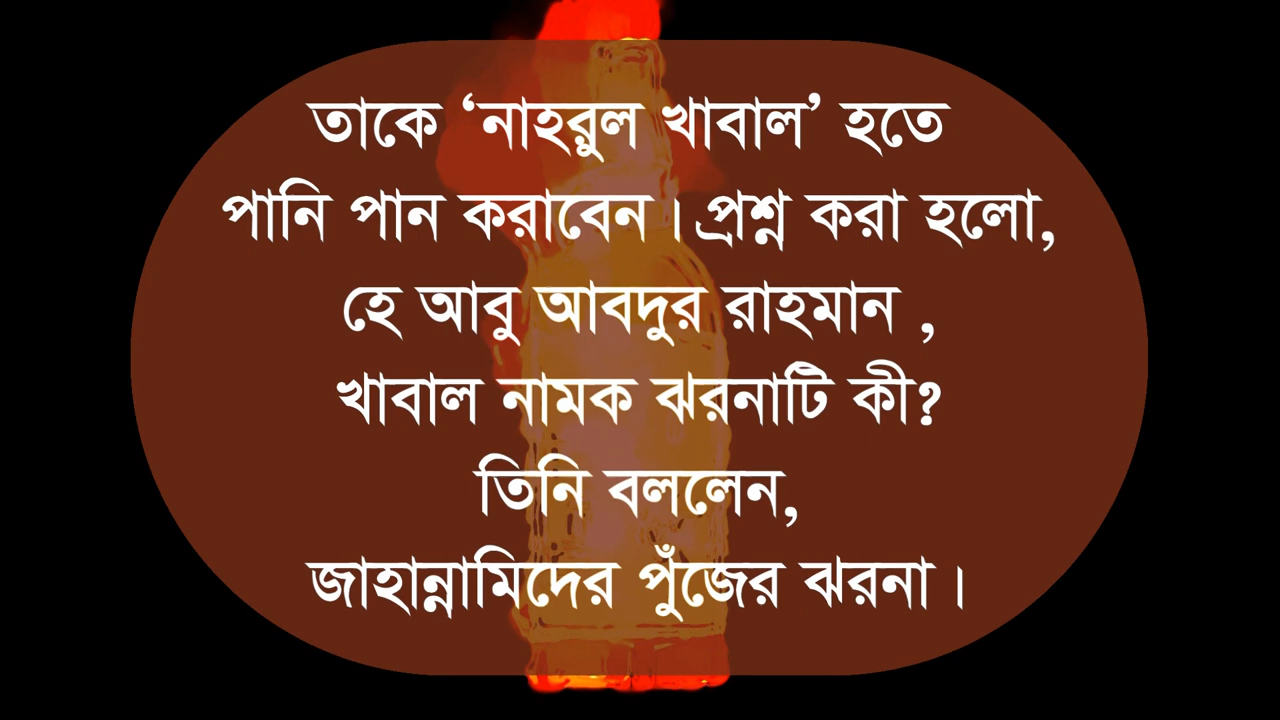 তাকে ‘নাহরুল খাবাল’ হতে
পানি পান করাবেন। প্রশ্ন করা হলো,
হে আবু আবদুর রাহমান ,
খাবাল নামক ঝরনাটি কী?
তিনি বললেন,
জাহান্নামিদের পুঁজের ঝরনা।